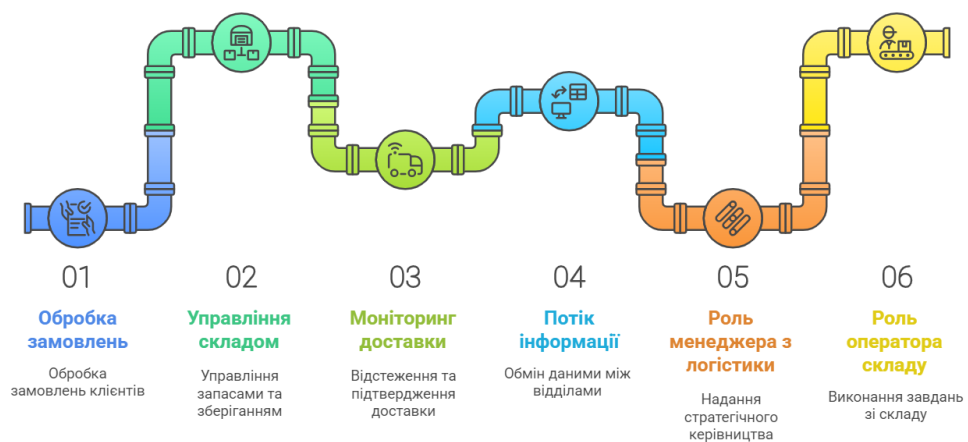 01
Обробка
замовлень
Обробка
замовлень клієнтів
02
Управління
складом
Управління
запасами та
зберіганням
03
Моніторинг
доставки
Відстеження та
підтвердження
доставки
04
Потік
інформації
Обмін даними між
відділами
05
Роль
менеджера з
логістики
Надання
стратегічного
керівництва
06
Роль
оператора
складу
Виконання завдань
зі складу